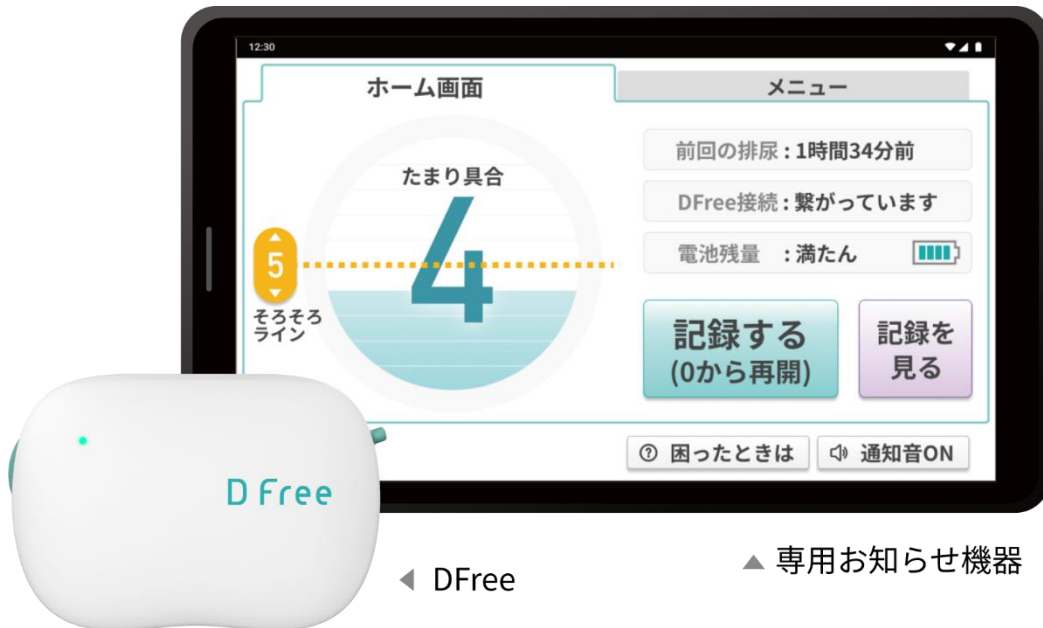 12:30
ホーム画面
メニュー
たまり具合
4
5
そろそろ
ライン
前回の排尿 : 1時間34分前
DFree接続 : 繋がっています
電池残量 : 満たん
記録する
(0から再開)
記録を
見る
? 困ったときは
通知音ON
D Free
◀ DFree
▲ 専用お知らせ機器